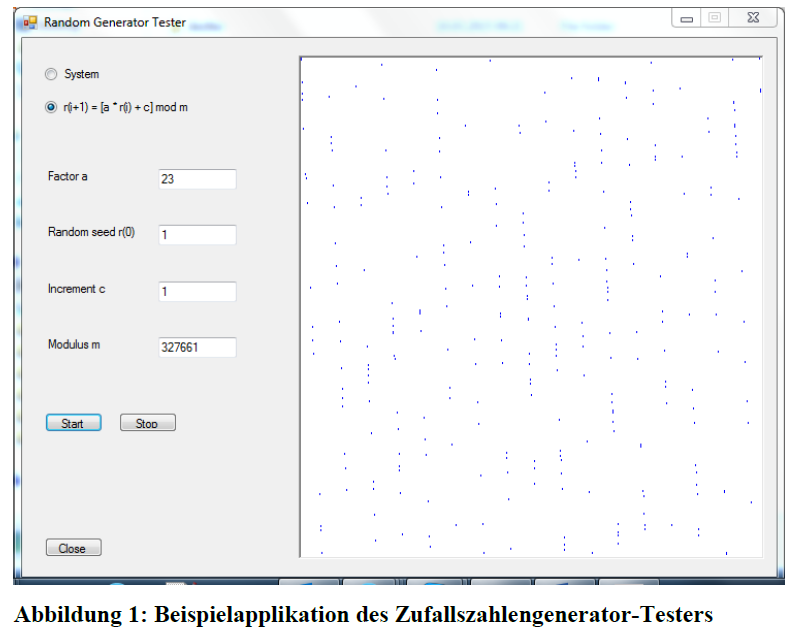 Random Generator Tester
System
r(i+1) = [a * r(i) + c] mod m
Factor a 23
Random seed r(0) 1
Increment c 1
Modulus m 327661
Start Stop
Close
Abbildung 1: Beispielapplikation des Zufallszahlengenerator-Testers